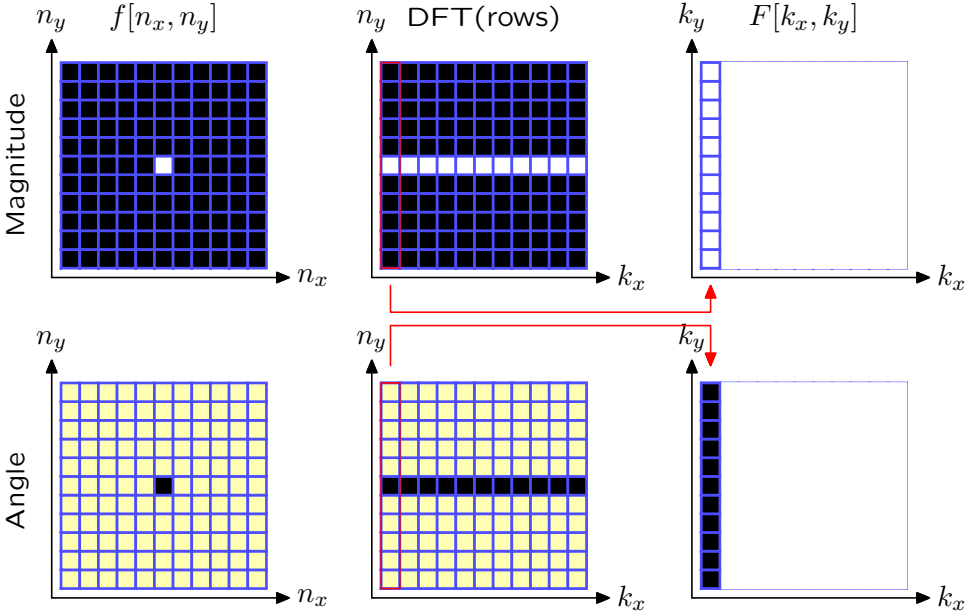 n_y f[n_x, n_y] n_y DFT(rows) k_y F[k_x, k_y]
Magnitude
n_x k_x k_x
n_y n_y k_y
Angle
n_x k_x k_x